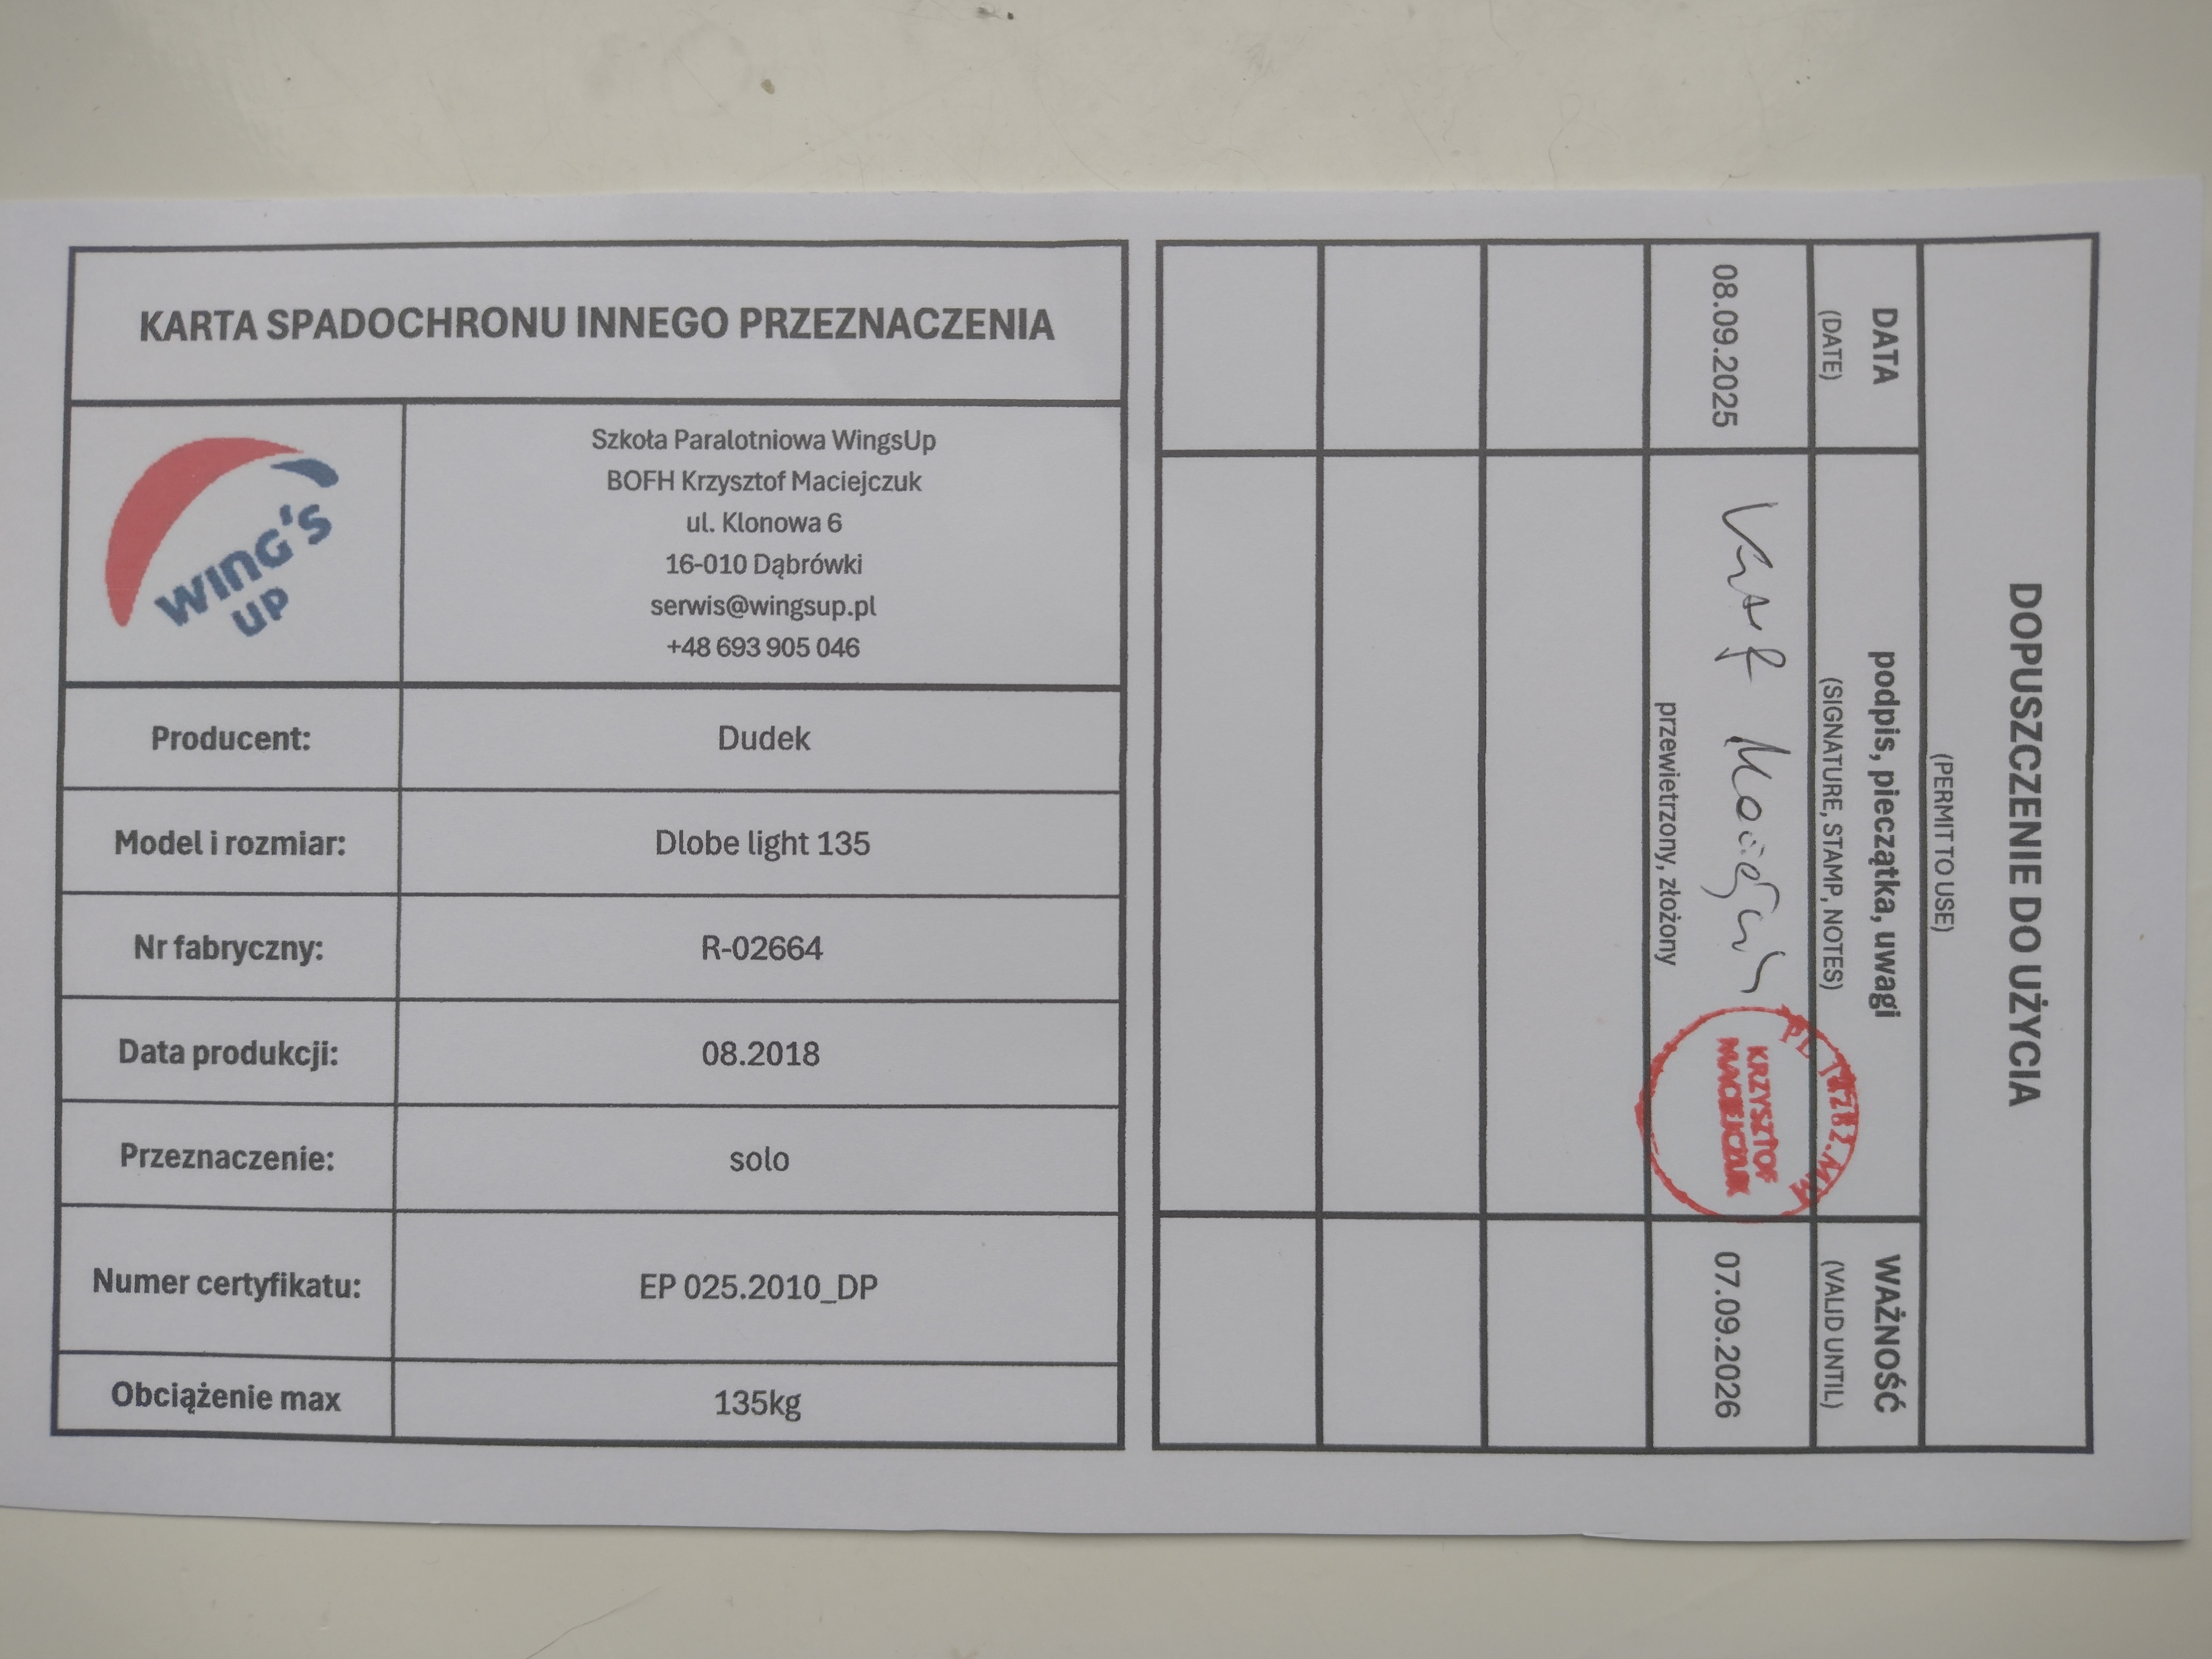 KARTA SPADOCHRONU INNEGO PRZEZNACZENIA
WING'S
UP
Szkoła Paralotniowa WingsUp
BOFH Krzysztof Maciejczuk
ul. Klonowa 6
16-010 Dąbrówki
serwis@wingsup.pl
+48 693 905 046
Producent: Dudek
Model i rozmiar: Dlobe light 135
Nr fabryczny: R-02664
Data produkcji: 08.2018
Przeznaczenie: solo
Numer certyfikatu: EP 025.2010_DP
Obciążenie max 135kg
DOPUSZCZENIE DO UŻYCIA
(PERMIT TO USE)
DATA podpis, pieczątka, uwagi WAŻNOŚĆ
(DATE) (SIGNATURE, STAMP, NOTES) (VALID UNTIL)
08.09.2025 07.09.2026
KRZYSZTOF
MACIEJCZUK
przewietrzony, złożony